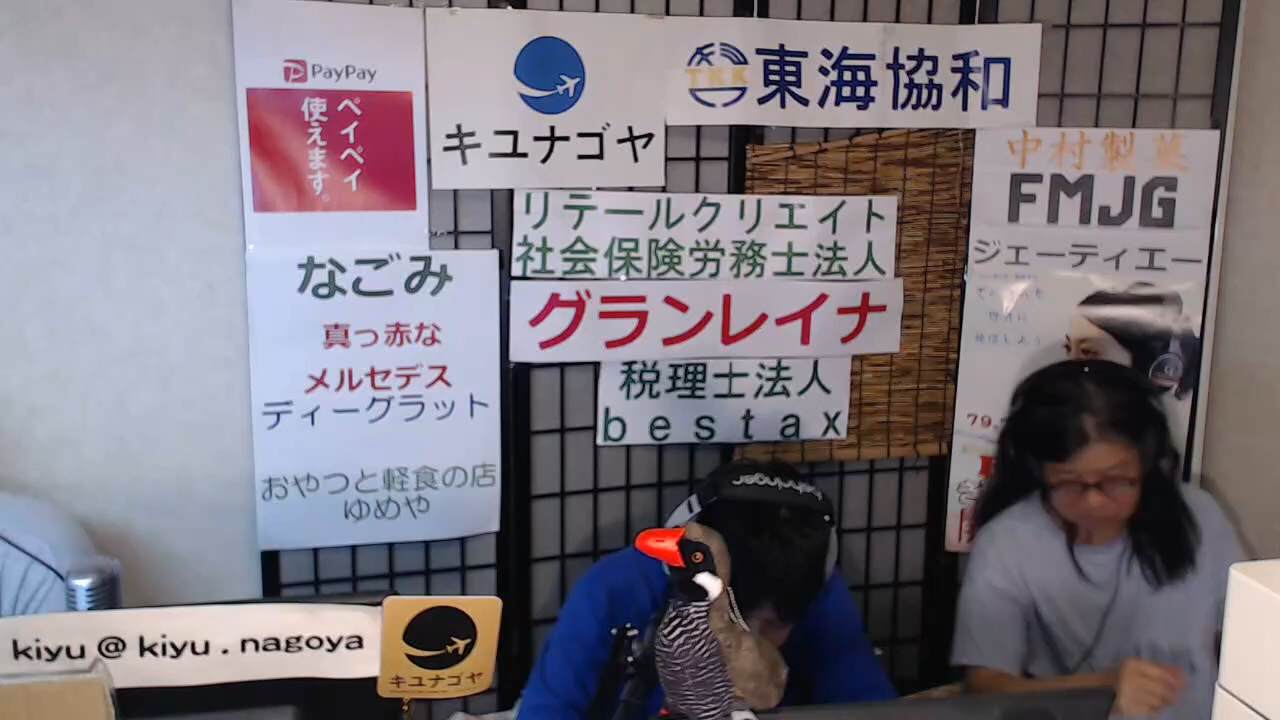 PayPay
ペイペイ
使えます。
キユナゴヤ
TKK 東海協和
リテールクリエイト
社会保険労務士法人
グランレイナ
税理士法人
bestax
なごみ
真っ赤な
メルセデス
ディーグラット
おやつと軽食の店
ゆめや
中村製菓
FMJG
ジェーティエー
79.
kiyu @ kiyu . nagoya
キユナゴヤ
behringer